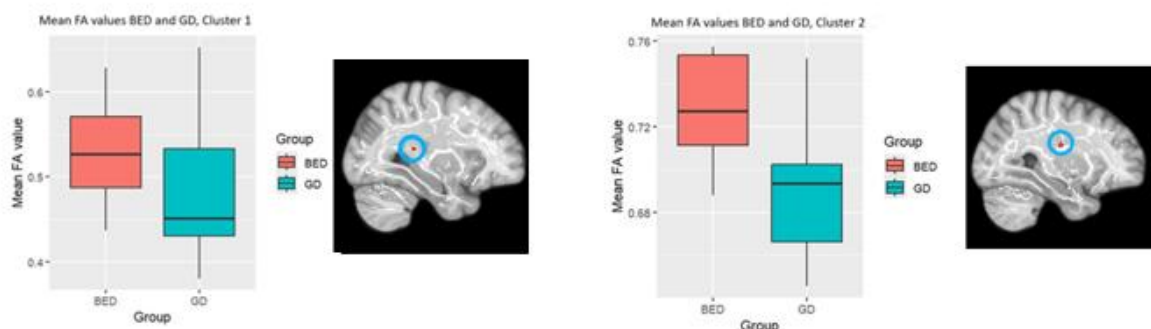 Mean FA values BED and GD, Cluster 1
Mean FA value
0.6
0.5
0.4
BED
GD
Group
Group
BED
GD
Mean FA values BED and GD, Cluster 2
Mean FA value
0.76
0.72
0.68
BED
GD
Group
Group
BED
GD